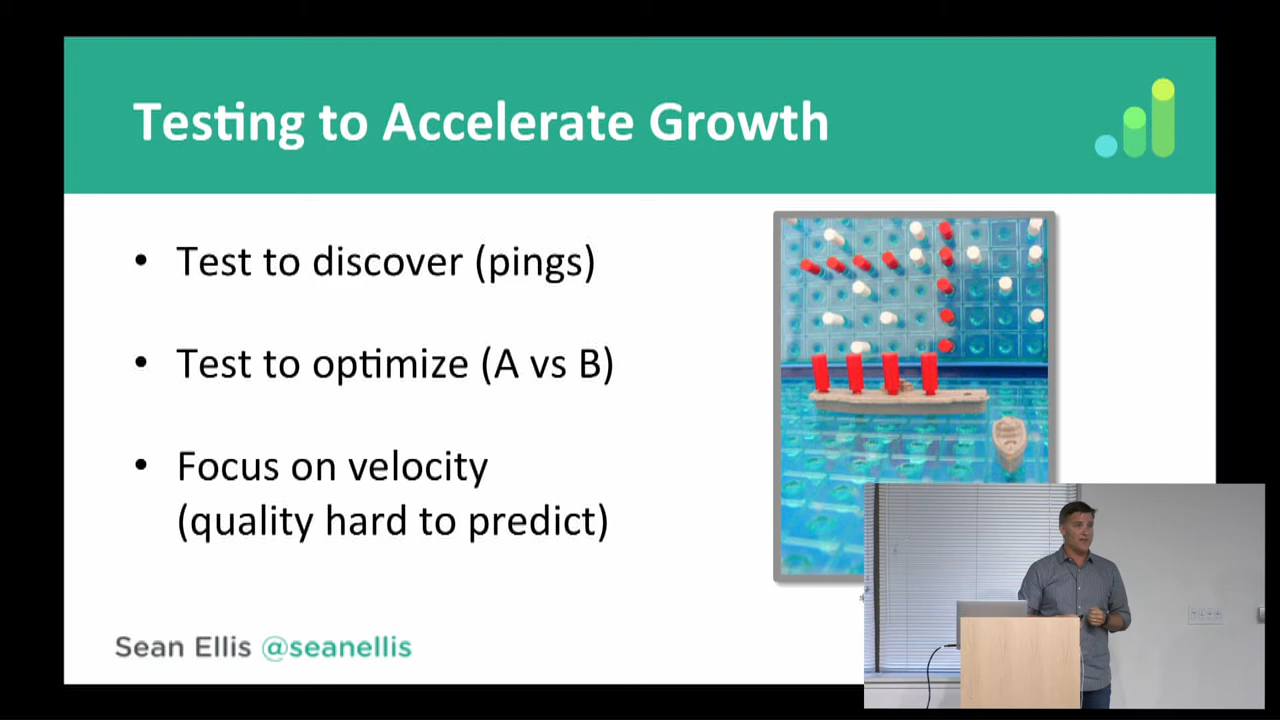 Testing to Accelerate Growth
• Test to discover (pings)
• Test to optimize (A vs B)
• Focus on velocity
(quality hard to predict)
Sean Ellis @seanellis